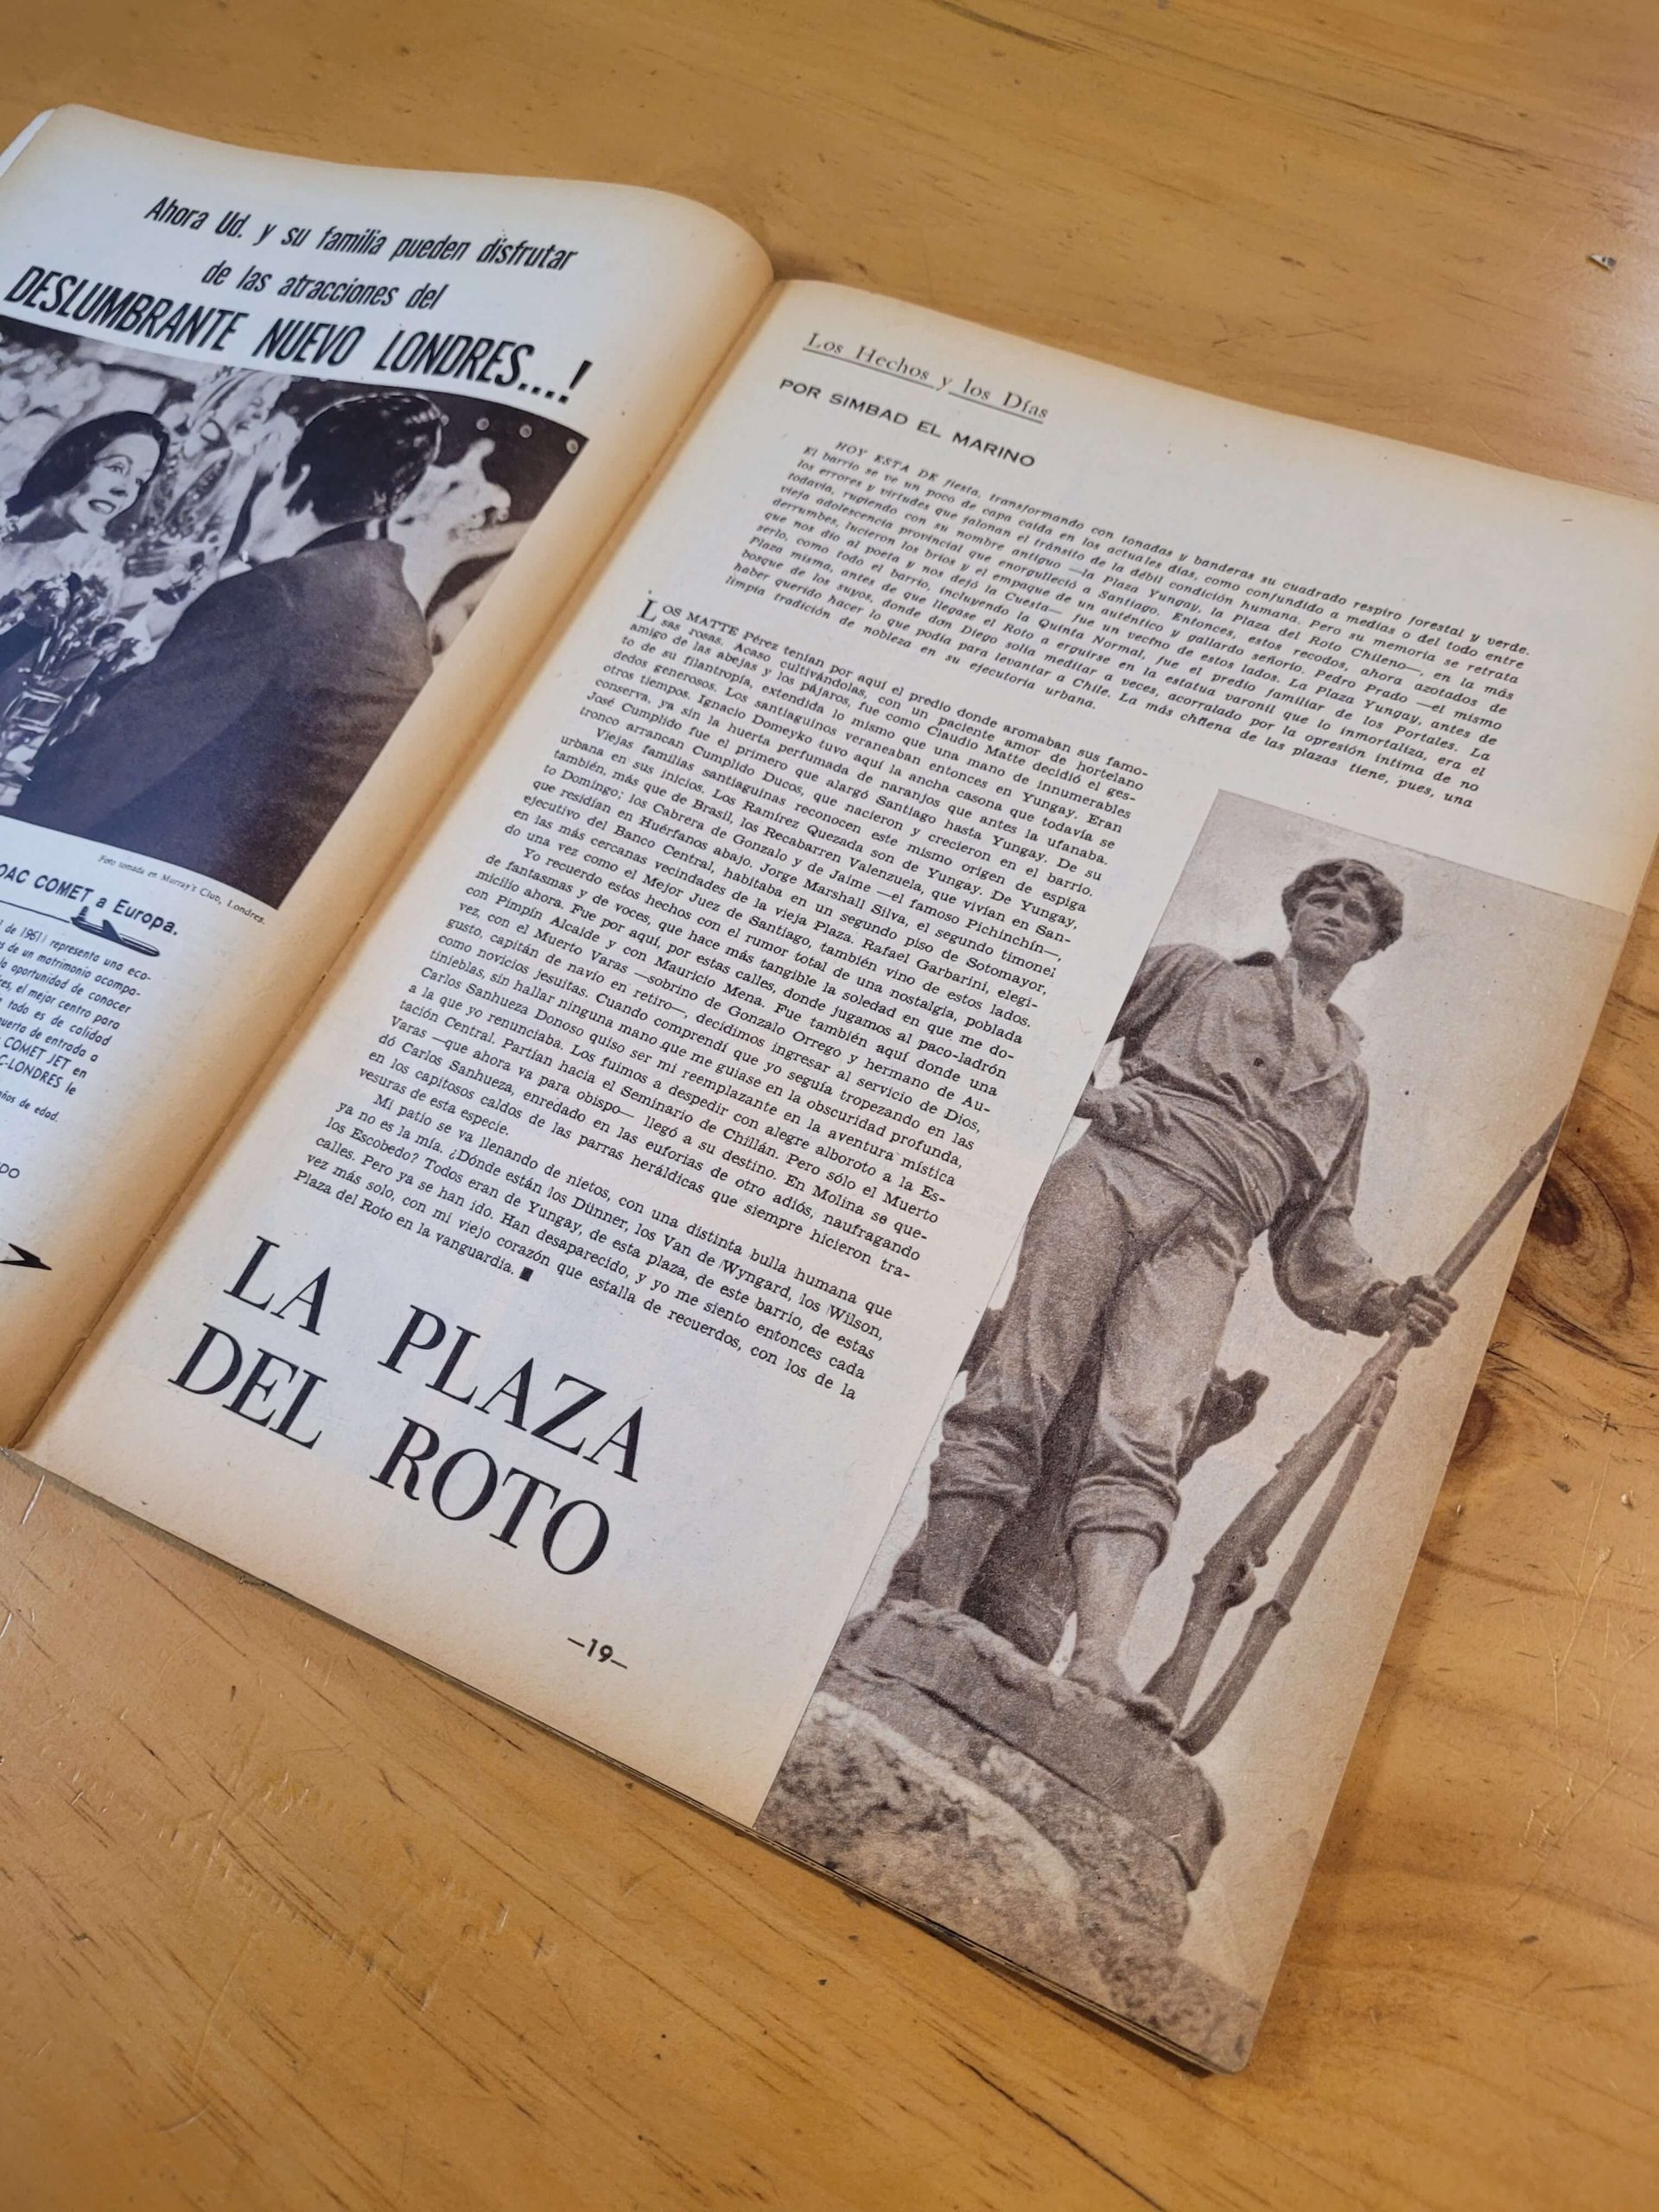 Ahora Ud. y su familia pueden disfrutar
de las atracciones del
DESLUMBRANTE NUEVO LONDRES...!
Foto tomada en Murray's Club, Londres.
OAC COMET a Europa.
de 1961) representa una eco-
de un matrimonio acompa-
la oportunidad de conocer
el mejor centro para
todo es de calidad
puerta de entrada a
COMET JET en
C-LONDRES le
años de edad.
Los Hechos y los Días
POR SIMBAD EL MARINO
HOY ESTA DE fiesta, transformando con tonadas y banderas su cuadrado respiro forestal y verde.
El barrio se ve un poco de capa caída en los actuales días, como confundido a medias o del todo entre
los errores y virtudes que jalonan el tránsito de la débil condición humana. Pero su memoria se retrata
todavía, rugiendo con su nombre antiguo —la Plaza Yungay, la Plaza del Roto Chileno—, en la más
vieja adolescencia provincial que enorgulleció a Santiago. Entonces, estos recodos, ahora azotados de
derrumbes, lucieron los bríos y el empaque de un auténtico y gallardo señorío. Pedro Prado —el mismo
que nos dio al poeta y nos dejó la Cuesta— fue un vecino de estos lados. La Plaza Yungay, antes de
serlo, como todo el barrio, incluyendo la Quinta Normal, fue el predio familiar de los Portales. La
Plaza misma, antes de que llegase el Roto a erguirse en la estatua varonil que lo inmortaliza, era el
bosque de los suyos, donde don Diego solía meditar a veces, acorralado por la opresión íntima de no
haber querido hacer lo que podía para levantar a Chile. La más chilena de las plazas tiene, pues, una
limpia tradición de nobleza en su ejecutoria urbana.
LOS MATTE Pérez tenían por aquí el predio donde aromaban sus famo-
sas rosas. Acaso cultivándolas, con un paciente amor de hortelano
amigo de las abejas y los pájaros, fue como Claudio Matte decidió el ges-
to de su filantropía, extendida lo mismo que una mano de innumerables
dedos generosos. Los santiaguinos veraneaban entonces en Yungay. Eran
otros tiempos. Ignacio Domeyko tuvo aquí la ancha casona que todavía se
conserva, ya sin la huerta perfumada de naranjos que antes la ufanaba.
José Cumplido fue el primero que alargó Santiago hasta Yungay. De su
tronco arrancan Cumplido Ducos, que nacieron y crecieron en el barrio.
Viejas familias santiaguinas reconocen este mismo origen de espiga
urbana en sus inicios. Los Ramírez Quezada son de Yungay. De Yungay,
también, más que de Brasil, los Recabarren Valenzuela, que vivían en San-
to Domingo; los Cabrera de Gonzalo y de Jaime —el famoso Pichinchín—,
que residían en Huérfanos abajo. Jorge Marshall Silva, el segundo timonel
ejecutivo del Banco Central, habitaba en un segundo piso de Sotomayor,
en las más cercanas vecindades de la vieja Plaza. Rafael Garbarini, elegi-
do una vez como el Mejor Juez de Santiago, también vino de estos lados.
Yo recuerdo estos hechos con el rumor total de una nostalgia, poblada
de fantasmas y de voces, que hace más tangible la soledad en que me do-
micilio ahora. Fue por aquí, por estas calles, donde jugamos al paco-ladrón
con Pimpín Alcaide y con Mauricio Mena. Fue también aquí donde una
vez, con el Muerto Varas —sobrino de Gonzalo Orrego y hermano de Au-
gusto, capitán de navío en retiro—, decidimos ingresar al servicio de Dios,
como novicios jesuitas. Cuando comprendí que yo seguía tropezando en las
tinieblas, sin hallar ninguna mano que me guiase en la obscuridad profunda,
Carlos Sanhueza Donoso quiso ser mi reemplazante en la aventura mística
a la que yo renunciaba. Los fuimos a despedir con alegre alboroto a la Es-
tación Central. Partían hacia el Seminario de Chillán. Pero sólo el Muerto
Varas —que ahora va para obispo— llegó a su destino. En Molina se que-
dó Carlos Sanhueza, enredado en las euforias de otro adiós, naufragando
en los capitosos caldos de las parras heráldicas que siempre hicieron tra-
vesuras de esta especie.
Mi patio se va llenando de nietos, con una distinta bulla humana que
ya no es la mía. ¿Dónde están los Dünner, los Van de Wyngard, los Wilson,
los Escobedo? Todos eran de Yungay, de esta plaza, de este barrio, de estas
calles. Pero ya se han ido. Han desaparecido, y yo me siento entonces cada
vez más solo, con mi viejo corazón que estalla de recuerdos, con los de la
Plaza del Roto en la vanguardia. ■
LA PLAZA
DEL ROTO
—19—